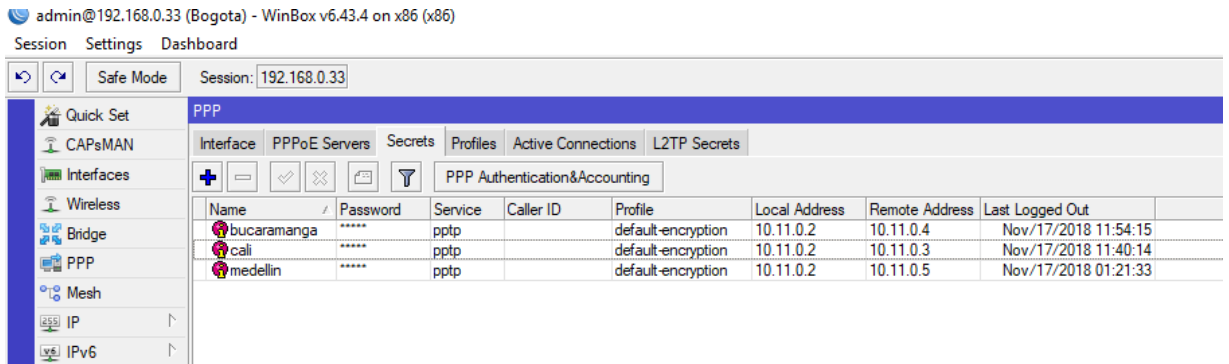 admin@192.168.0.33 (Bogota) - WinBox v6.43.4 on x86 (x86)
Session Settings Dashboard
Safe Mode Session: 192.168.0.33
Quick Set
CAPsMAN
Interfaces
Wireless
Bridge
PPP
Mesh
255 IP
v6 IPv6
PPP
Interface PPPoE Servers Secrets Profiles Active Connections L2TP Secrets
PPP Authentication&Accounting
Name Password Service Caller ID Profile Local Address Remote Address Last Logged Out
bucaramanga ***** pptp default-encryption 10.11.0.2 10.11.0.4 Nov/17/2018 11:54:15
cali ***** pptp default-encryption 10.11.0.2 10.11.0.3 Nov/17/2018 11:40:14
medellin ***** pptp default-encryption 10.11.0.2 10.11.0.5 Nov/17/2018 01:21:33